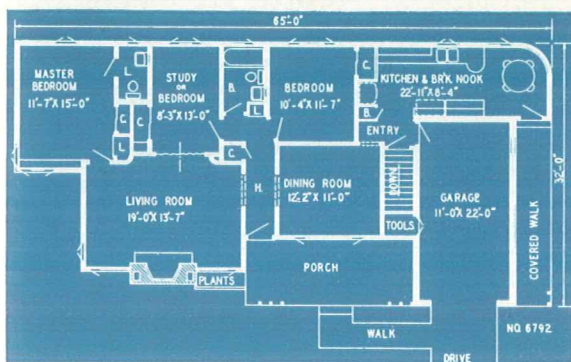 65'-0"
MASTER
BEDROOM
11'-7" X 15'-0"
L.
STUDY
OR
BEDROOM
8'-3" X 13'-0"
B.
L.
BEDROOM
10'-4" X 11'-7"
C.
KITCHEN & BRK. NOOK
22'-11" X 8'-4"
B.
ENTRY
C.
C.
L.
C.
LIVING ROOM
19'-0" X 13'-7"
H.
DINING ROOM
12'-2" X 11'-0"
DOWN
TOOLS
GARAGE
11'-0" X 22'-0"
COVERED WALK
32'-0"
PLANTS
PORCH
WALK
DRIVE
NO. 6792